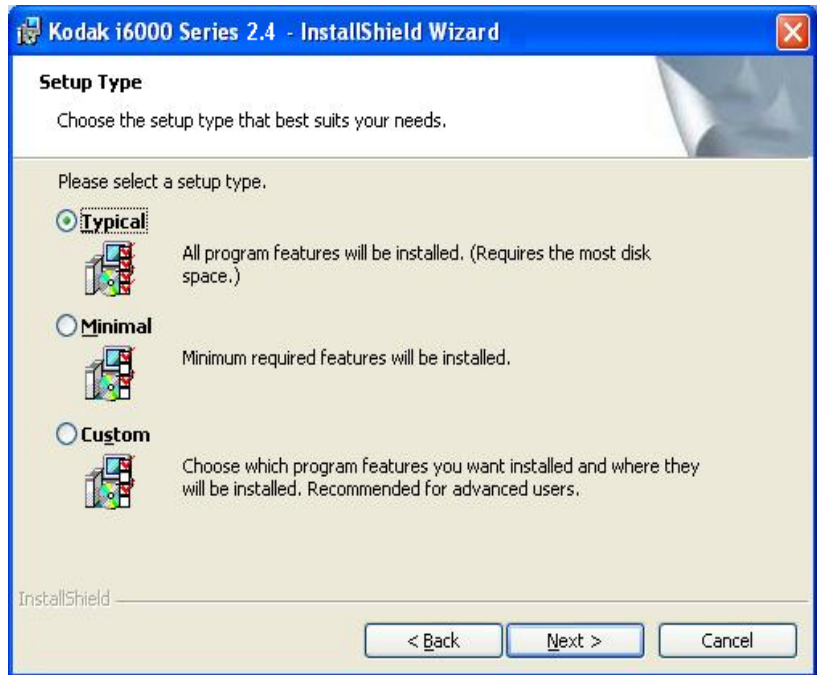 Kodak i6000 Series 2.4 - InstallShield Wizard
Setup Type
Choose the setup type that best suits your needs.
Please select a setup type.
Typical
All program features will be installed. (Requires the most disk
space.)
Minimal
Minimum required features will be installed.
Custom
Choose which program features you want installed and where they
will be installed. Recommended for advanced users.
InstallShield
< Back
Next >
Cancel